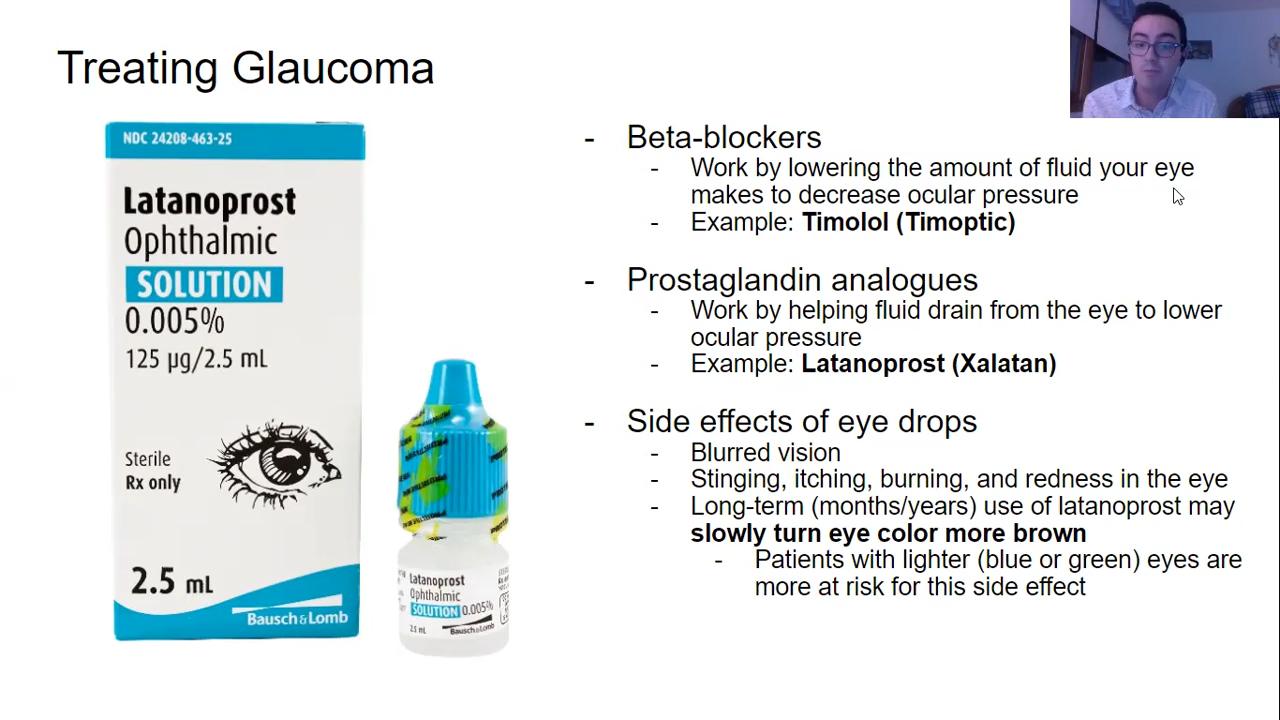 Treating Glaucoma
NDC 24208-463-25
Latanoprost
Ophthalmic
SOLUTION
0.005%
125 µg/2.5 mL
Sterile
Rx only
2.5 mL
Bausch & Lomb
Latanoprost
Ophthalmic
SOLUTION 0.005%
2.5 mL
Bausch & Lomb
- Beta-blockers
- Work by lowering the amount of fluid your eye
makes to decrease ocular pressure
- Example: Timolol (Timoptic)
- Prostaglandin analogues
- Work by helping fluid drain from the eye to lower
ocular pressure
- Example: Latanoprost (Xalatan)
- Side effects of eye drops
- Blurred vision
- Stinging, itching, burning, and redness in the eye
- Long-term (months/years) use of latanoprost may
slowly turn eye color more brown
- Patients with lighter (blue or green) eyes are
more at risk for this side effect